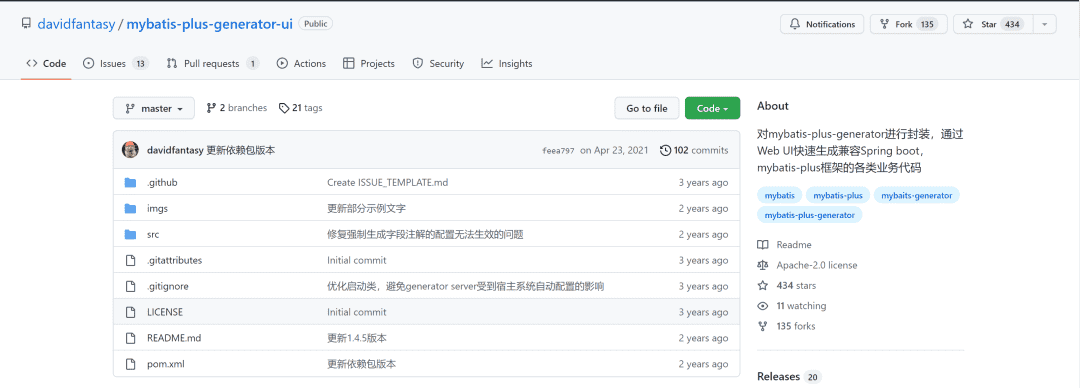 davidfantasy / mybatis-plus-generator-ui Public
Notifications Fork 135 Star 434
Code Issues 13 Pull requests 1 Actions Projects Security Insights
master 2 branches 21 tags Go to file Code
davidfantasy 更新依赖包版本 feea797 on Apr 23, 2021 102 commits
.github Create ISSUE_TEMPLATE.md 3 years ago
imgs 更新部分示例文字 2 years ago
src 修复强制生成字段注解的配置无法生效的问题 2 years ago
.gitattributes Initial commit 3 years ago
.gitignore 优化启动类，避免generator server受到宿主系统自动配置的影响 3 years ago
LICENSE Initial commit 3 years ago
README.md 更新1.4.5版本 2 years ago
pom.xml 更新依赖包版本 2 years ago
About
对mybatis-plus-generator进行封装，通过
Web UI快速生成兼容Spring boot，
mybatis-plus框架的各类业务代码
mybatis mybatis-plus mybaits-generator
mybatis-plus-generator
Readme
Apache-2.0 license
434 stars
11 watching
135 forks
Releases 20